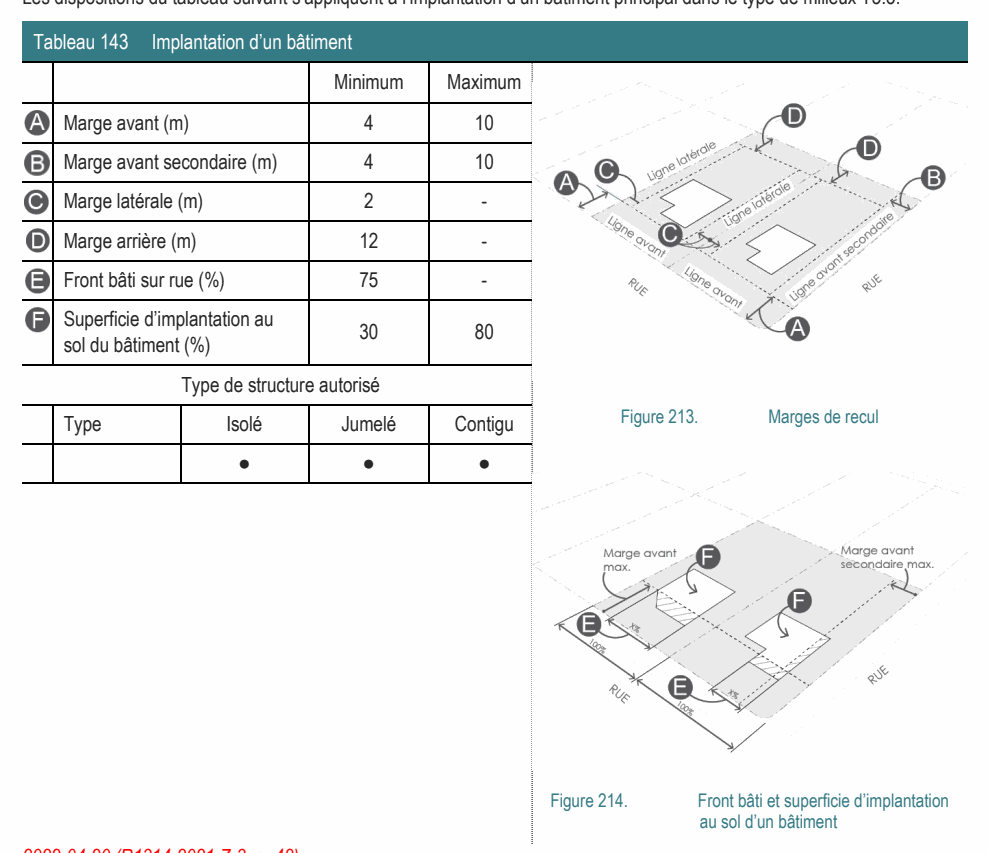 Les dispositions du tableau suivant s'appliquent à l'implantation d'un bâtiment principal dans le type de milieux
Tableau 143 Implantation d'un bâtiment
Minimum Maximum
A Marge avant (m) 4 10
B Marge avant secondaire (m) 4 10
C Marge latérale (m) 2 -
D Marge arrière (m) 12 -
E Front bâti sur rue (%) 75 -
F Superficie d'implantation au
sol du bâtiment (%) 30 80
Type de structure autorisé
Type Isolé Jumelé Contigu
● ● ●
D
D
Ligne latérale
C
A
B
Ligne latérale
Ligne avant
C
Ligne avant
Ligne avant secondaire
RUE
RUE
A
Figure 213. Marges de recul
Marge avant
max.
F
Marge avant
secondaire max.
F
E
X%
100%
RUE
E
X%
100%
RUE
Figure 214. Front bâti et superficie d'implantation
au sol d'un bâtiment